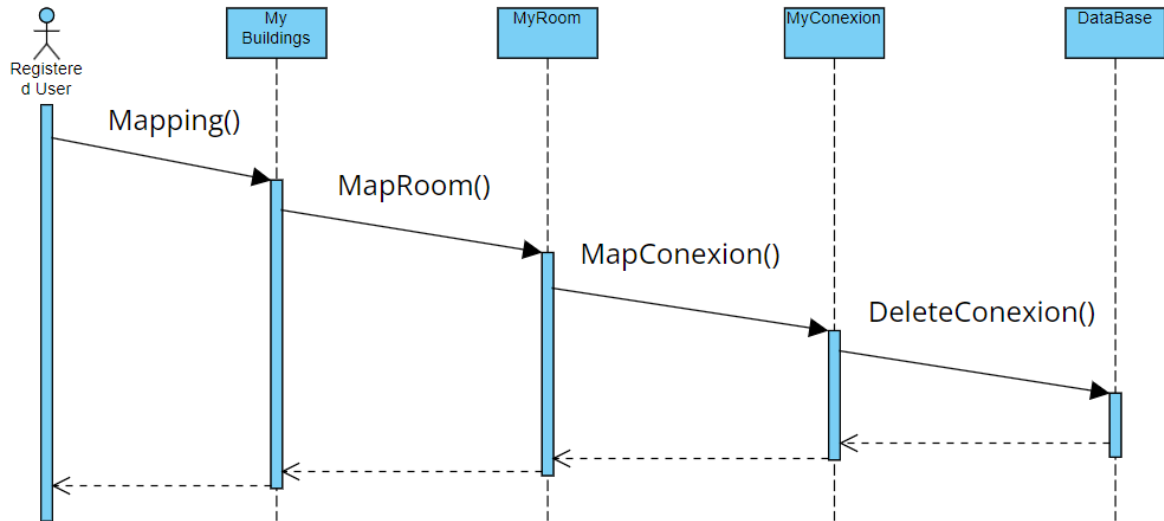 My
Buildings
MyRoom
MyConexion
DataBase
Registere
d User
Mapping()
MapRoom()
MapConexion()
DeleteConexion()